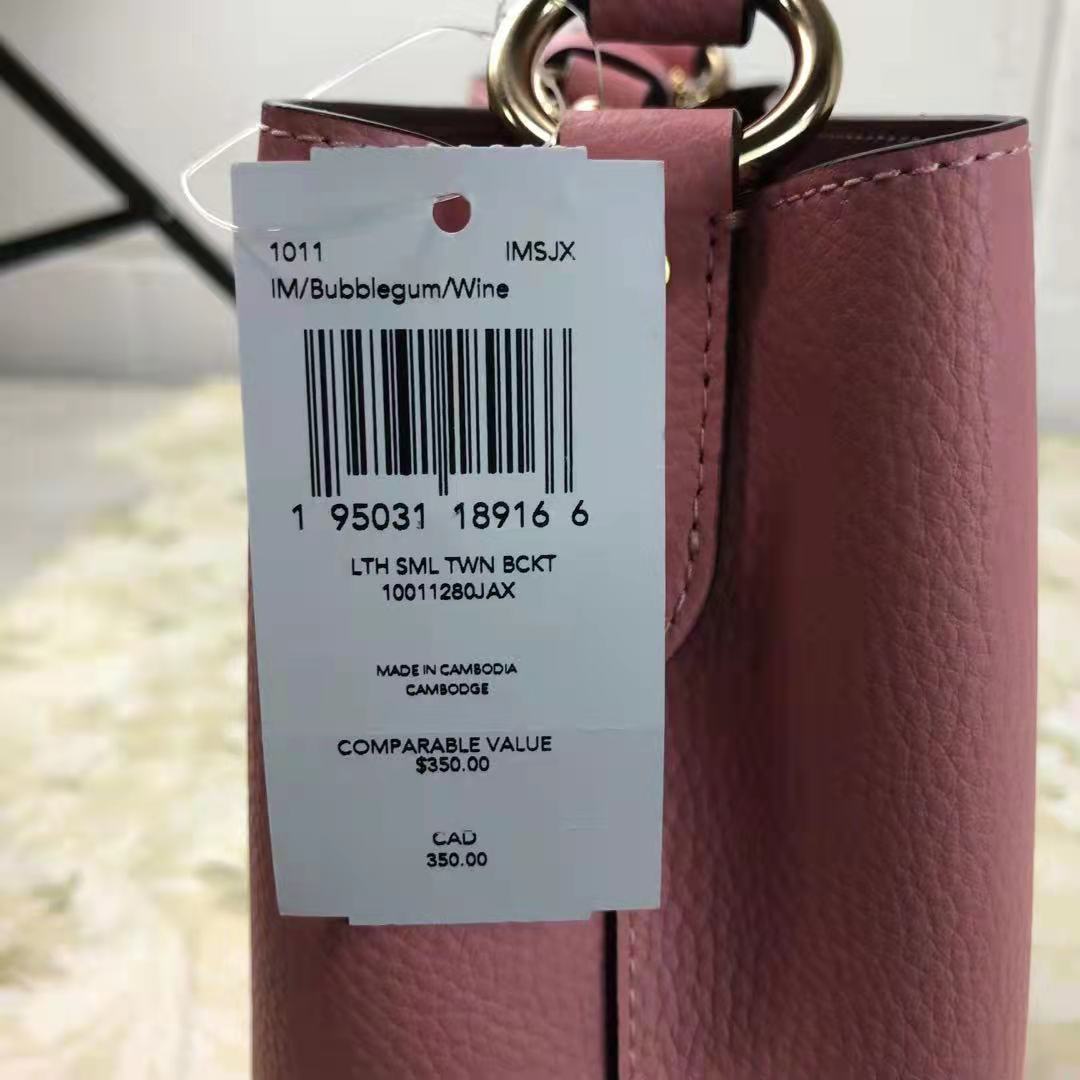 1011 IMSJX
IM/Bubblegum/Wine
1 95031 18916 6
LTH SML TWN BCKT
10011280JAX
MADE IN CAMBODIA
CAMBODGE
COMPARABLE VALUE
$350.00
CAD
350.00